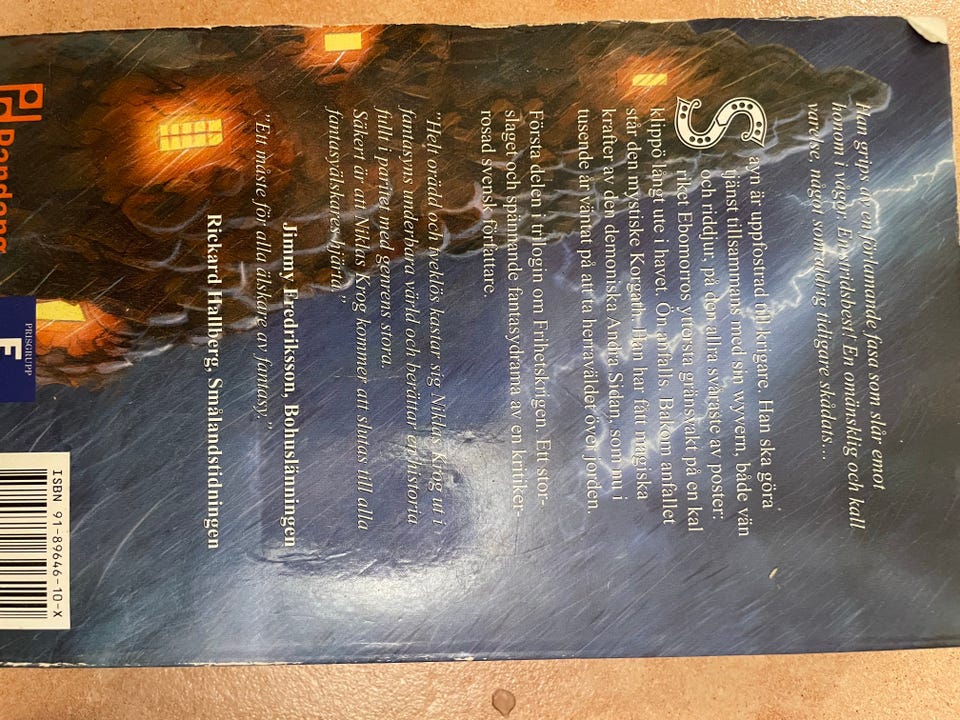 Han grips av en förlamande fasa som slår emot
honom i vågor. En stridsbest! En omänsklig och kall
varelse, något som aldrig tidigare skådats...
Sayn är uppfostrad till krigare. Han ska göra
tjänst tillsammans med sin wyvern, både vän
och riddjur, på den allra svåraste av poster:
riket Ebomorros yttersta gränsvakt på en kal
klippö långt ute i havet. Ön anfalls. Bakom anfallet
står den mystiske Korgath. Han har fått magiska
krafter av den demoniska Andra Sidan, som nu i
tusende år väntat på att ta herraväldet över jorden.
Första delen i trilogin om Frihetskrigen. Ett stor-
slaget och spännande fantasydrama av en kritiker-
rosad svensk författare.
"Helt orädd och tveklös kastar sig Niklas Krog ut i
fantasyns underbara värld och berättar en historia
fullt i paritet med genrens stora.
Säkert är att Niklas Krog kommer att slutas till alla
fantasyälskares hjärta."
Jimmy Fredriksson, Bohusläningen
"Ett måste för alla älskare av fantasy."
Rickard Hallberg, Smålandstidningen
PRISGRUPP
F
ISBN 91-89646-10-X